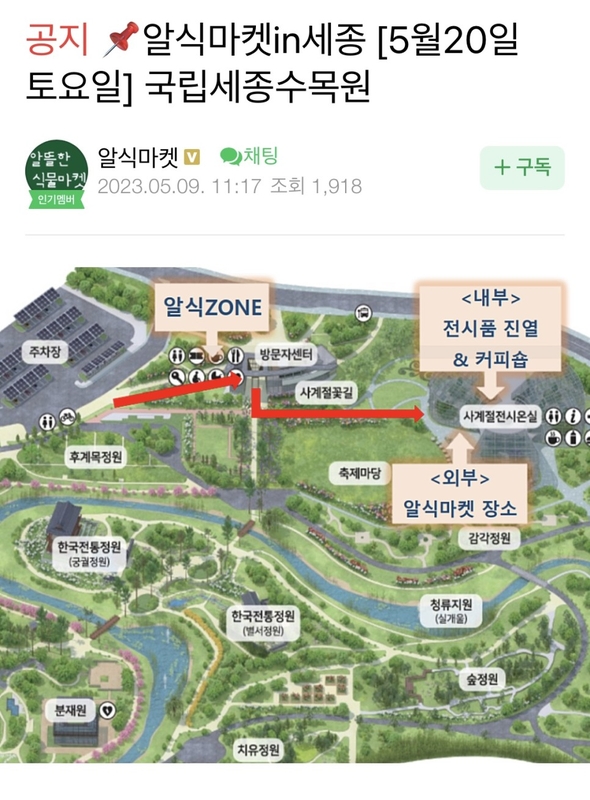 공지 📌알식마켓in세종 [5월20일
토요일] 국립세종수목원
알뜰한
식물마켓
인기멤버
알식마켓 V 채팅
2023.05.09. 11:17 조회 1,918
+ 구독
알식ZONE
<내부>
전시품 진열
& 커피숍
주차장
방문자센터
사계절꽃길
사계절전시온실
후계목정원
축제마당
<외부>
알식마켓 장소
감각정원
한국전통정원
(궁궐정원)
한국전통정원
(별서정원)
청류지원
(실개울)
숲정원
분재원
치유정원